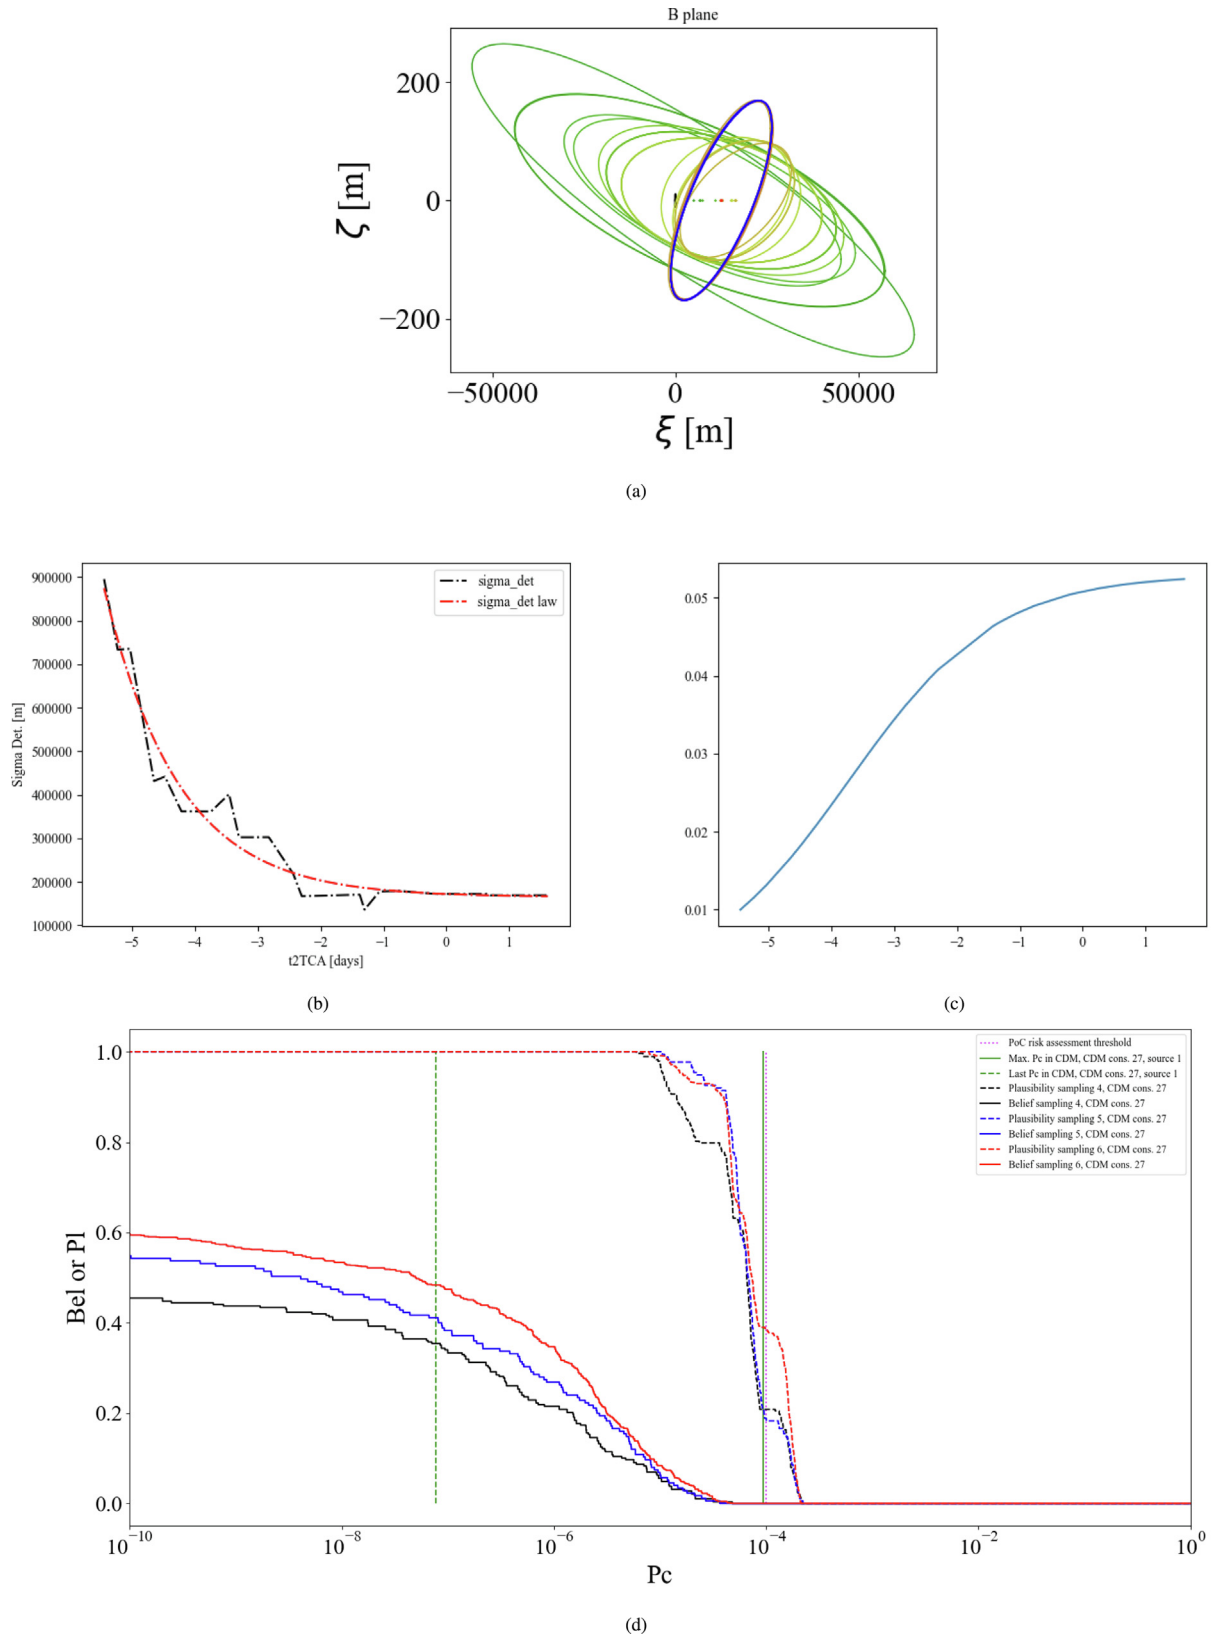 B plane
200
0
−200
ζ [m]
−50000
0
50000
ξ [m]
(a)
900000
800000
700000
600000
500000
400000
300000
200000
100000
Sigma Det. [m]
sigma_det
sigma_det law
−5
−4
−3
−2
−1
0
1
t2TCA [days]
(b)
0.05
0.04
0.03
0.02
0.01
−5
−4
−3
−2
−1
0
1
(c)
1.0
0.8
0.6
0.4
0.2
0.0
Bel or Pl
PoC risk assessment threshold
Max. Pc in CDM, CDM cons. 27, source 1
Last Pc in CDM, CDM cons. 27, source 1
Plausibility sampling 4, CDM cons. 27
Belief sampling 4, CDM cons. 27
Plausibility sampling 5, CDM cons. 27
Belief sampling 5, CDM cons. 27
Plausibility sampling 6, CDM cons. 27
Belief sampling 6, CDM cons. 27
10⁻¹⁰
10⁻⁸
10⁻⁶
10⁻⁴
10⁻²
10⁰
Pc
(d)